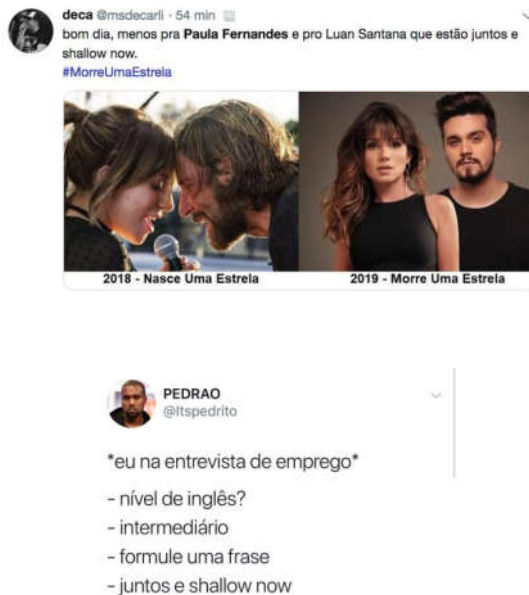 deca @msdecarli · 54 min
bom dia, menos pra Paula Fernandes e pro Luan Santana que estão juntos e
shallow now.
#MorreUmaEstrela
2018 - Nasce Uma Estrela
2019 - Morre Uma Estrela
PEDRAO
@Itspedrito
*eu na entrevista de emprego*
- nível de inglês?
- intermediário
- formule uma frase
- juntos e shallow now